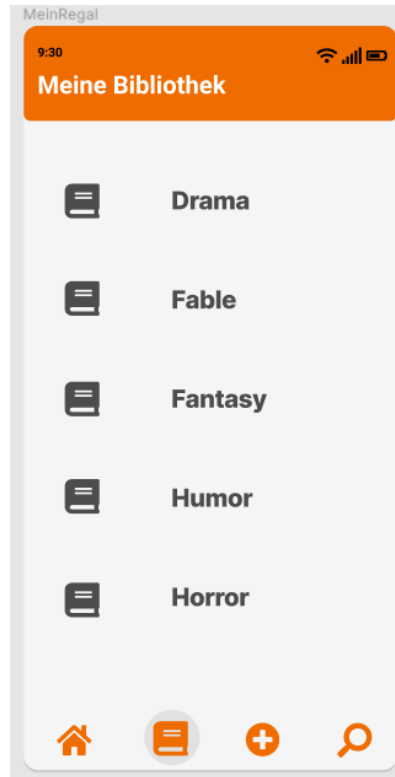 MeinRegal
9:30
Meine Bibliothek
Drama
Fable
Fantasy
Humor
Horror